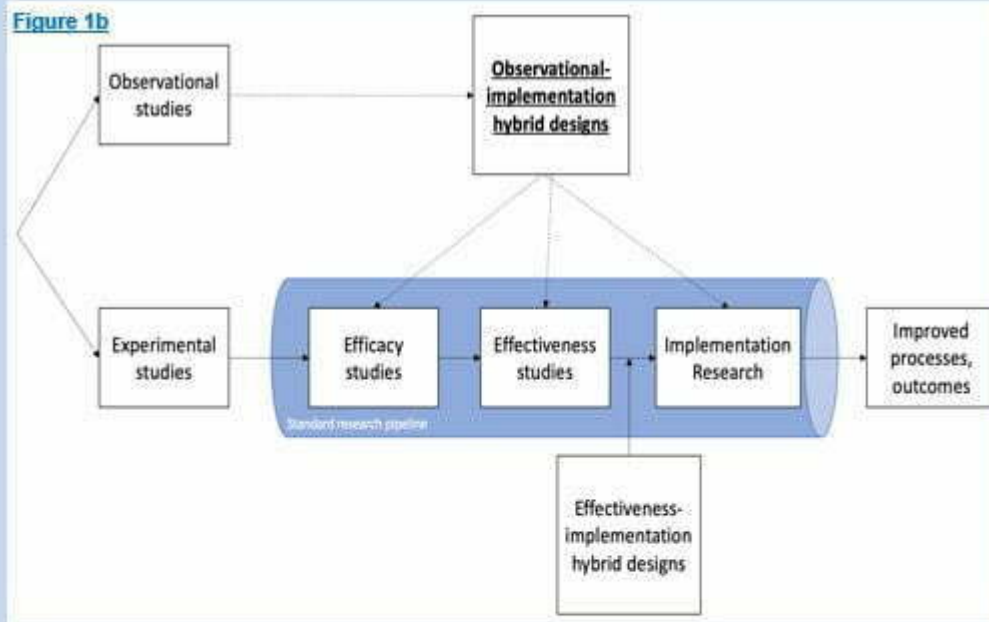 Figure 1b
Observational
studies
Observational-
implementation
hybrid designs
Experimental
studies
Efficacy
studies
Effectiveness
studies
Implementation
Research
Improved
processes,
outcomes
Standard research pipeline
Effectiveness-
implementation
hybrid designs